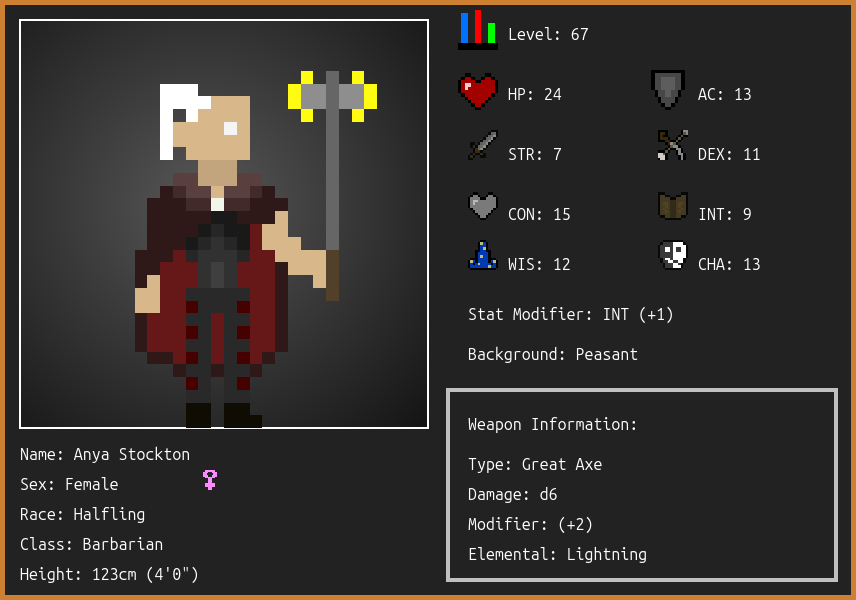 Level: 67
HP: 24
AC: 13
STR: 7
DEX: 11
CON: 15
INT: 9
WIS: 12
CHA: 13
Stat Modifier: INT (+1)
Background: Peasant
Weapon Information:
Type: Great Axe
Damage: d6
Modifier: (+2)
Elemental: Lightning
Name: Anya Stockton
Sex: Female
Race: Halfling
Class: Barbarian
Height: 123cm (4'0")